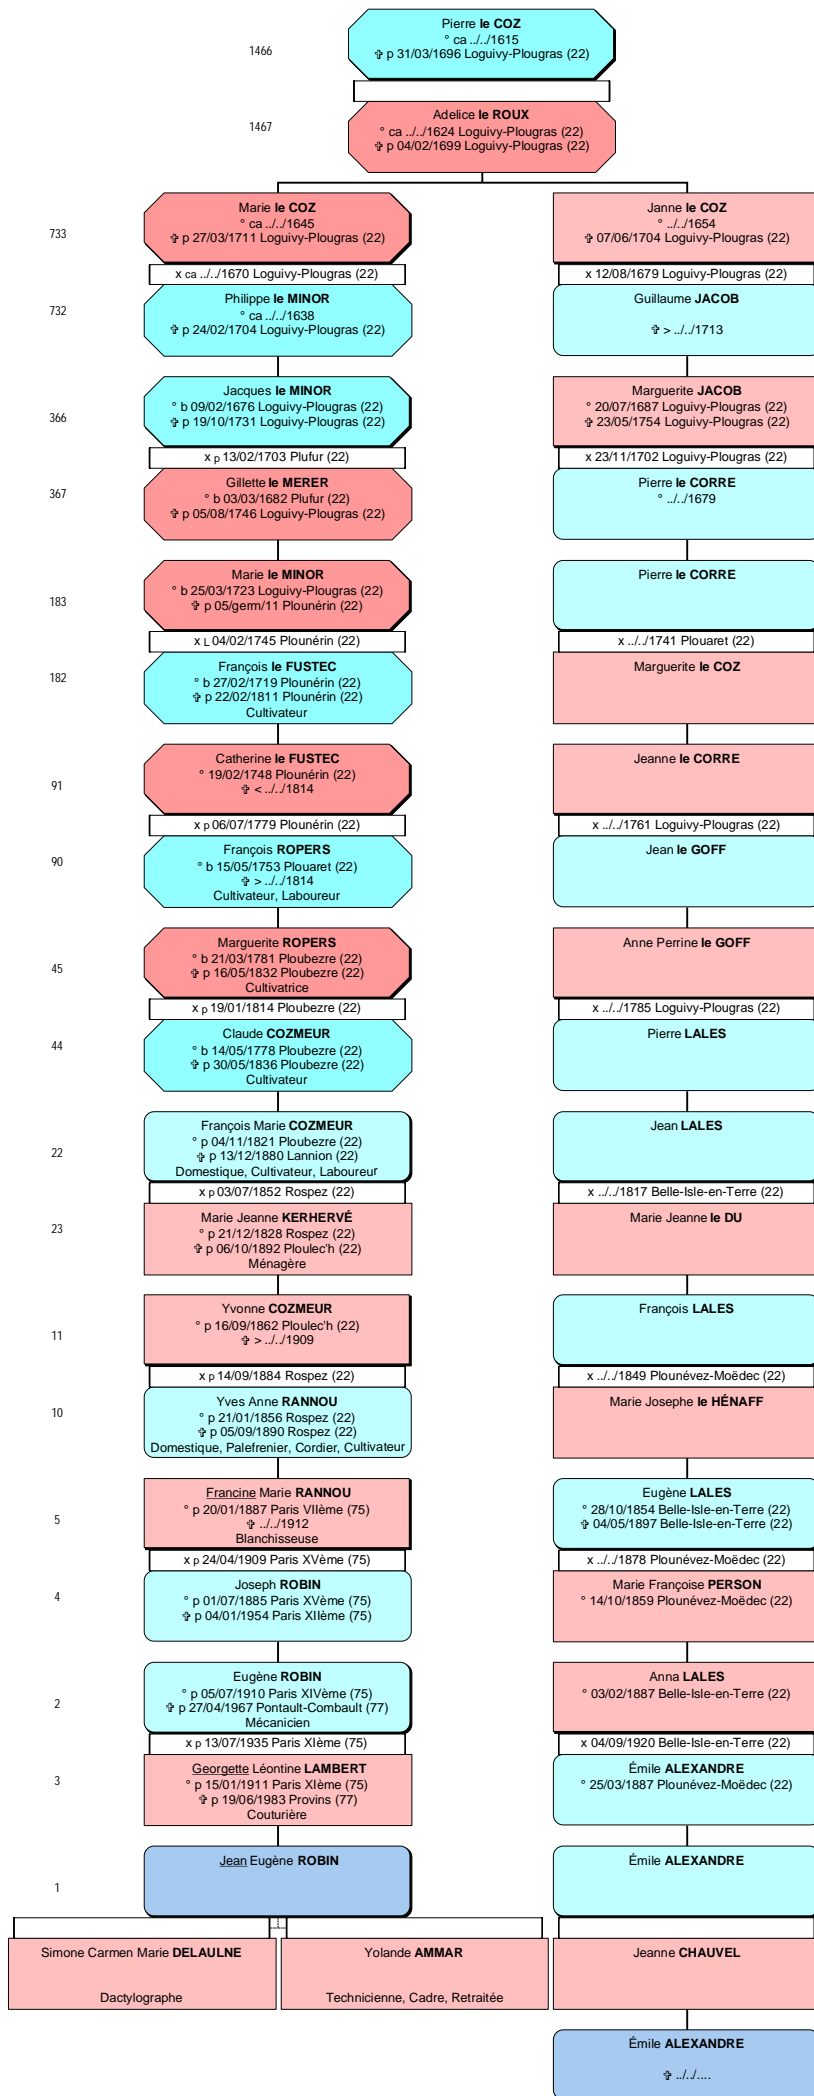 Pierre le COZ
° ca ../../1615
✞ p 31/03/1696 Loguivy-Plougras (22)
1466
Adelice le ROUX
° ca ../../1624 Loguivy-Plougras (22)
✞ p 04/02/1699 Loguivy-Plougras (22)
1467
Marie le COZ
° ca ../../1645
✞ p 27/03/1711 Loguivy-Plougras (22)
733
x ca ../../1670 Loguivy-Plougras (22)
Philippe le MINOR
° ca ../../1638
✞ p 24/02/1704 Loguivy-Plougras (22)
732
Janne le COZ
° ../../1654
✞ 07/06/1704 Loguivy-Plougras (22)
x 12/08/1679 Loguivy-Plougras (22)
Guillaume JACOB
✞ > ../../1713
Jacques le MINOR
° b 09/02/1676 Loguivy-Plougras (22)
✞ p 19/10/1731 Loguivy-Plougras (22)
366
x p 13/02/1703 Plufur (22)
Gillette le MERER
° b 03/03/1682 Plufur (22)
✞ p 05/08/1746 Loguivy-Plougras (22)
367
Marguerite JACOB
° 20/07/1687 Loguivy-Plougras (22)
✞ 23/05/1754 Loguivy-Plougras (22)
x 23/11/1702 Loguivy-Plougras (22)
Pierre le CORRE
° ../../1679
Marie le MINOR
° b 25/03/1723 Loguivy-Plougras (22)
✞ p 05/germ/11 Plounérin (22)
183
x L 04/02/1745 Plounérin (22)
François le FUSTEC
° b 27/02/1719 Plounérin (22)
✞ p 22/02/1811 Plounérin (22)
Cultivateur
182
Pierre le CORRE
x ../../1741 Plouaret (22)
Marguerite le COZ
Catherine le FUSTEC
° 19/02/1748 Plounérin (22)
✞ < ../../1814
91
x p 06/07/1779 Plounérin (22)
François ROPERS
° b 15/05/1753 Plouaret (22)
✞ > ../../1814
Cultivateur, Laboureur
90
Jeanne le CORRE
x ../../1761 Loguivy-Plougras (22)
Jean le GOFF
Marguerite ROPERS
° b 21/03/1781 Ploubezre (22)
✞ p 16/05/1832 Ploubezre (22)
Cultivatrice
45
x p 19/01/1814 Ploubezre (22)
Claude COZMEUR
° b 14/05/1778 Ploubezre (22)
✞ p 30/05/1836 Ploubezre (22)
Cultivateur
44
Anne Perrine le GOFF
x ../../1785 Loguivy-Plougras (22)
Pierre LALES
François Marie COZMEUR
° p 04/11/1821 Ploubezre (22)
✞ p 13/12/1880 Lannion (22)
Domestique, Cultivateur, Laboureur
22
x p 03/07/1852 Rospez (22)
Marie Jeanne KERHERVÉ
° p 21/12/1828 Rospez (22)
✞ p 06/10/1892 Ploulec'h (22)
Ménagère
23
Jean LALES
x ../../1817 Belle-Isle-en-Terre (22)
Marie Jeanne le DU
Yvonne COZMEUR
° p 16/09/1862 Ploulec'h (22)
✞ > ../../1909
11
x p 14/09/1884 Rospez (22)
Yves Anne RANNOU
° p 21/01/1856 Rospez (22)
✞ p 05/09/1890 Rospez (22)
Domestique, Palefrenier, Cordier, Cultivateur
10
François LALES
x ../../1849 Plounévez-Moëdec (22)
Marie Josephe le HÉNAFF
Francine Marie RANNOU
° p 20/01/1887 Paris VIIème (75)
✞ ../../1912
Blanchisseuse
5
x p 24/04/1909 Paris XVème (75)
Joseph ROBIN
° p 01/07/1885 Paris XVème (75)
✞ p 04/01/1954 Paris XIIème (75)
4
Eugène LALES
° 28/10/1854 Belle-Isle-en-Terre (22)
✞ 04/05/1897 Belle-Isle-en-Terre (22)
x ../../1878 Plounévez-Moëdec (22)
Marie Françoise PERSON
° 14/10/1859 Plounévez-Moëdec (22)
Eugène ROBIN
° p 05/07/1910 Paris XIVème (75)
✞ p 27/04/1967 Pontault-Combault (77)
Mécanicien
2
x p 13/07/1935 Paris XIème (75)
Georgette Léontine LAMBERT
° p 15/01/1911 Paris XIème (75)
✞ p 19/06/1983 Provins (77)
Couturière
3
Anna LALES
° 03/02/1887 Belle-Isle-en-Terre (22)
x 04/09/1920 Belle-Isle-en-Terre (22)
Émile ALEXANDRE
° 25/03/1887 Plounévez-Moëdec (22)
Jean Eugène ROBIN
1
Émile ALEXANDRE
Simone Carmen Marie DELAULNE
Dactylographe
Yolande AMMAR
Technicienne, Cadre, Retraitée
Jeanne CHAUVEL
Émile ALEXANDRE
✞ ../../....